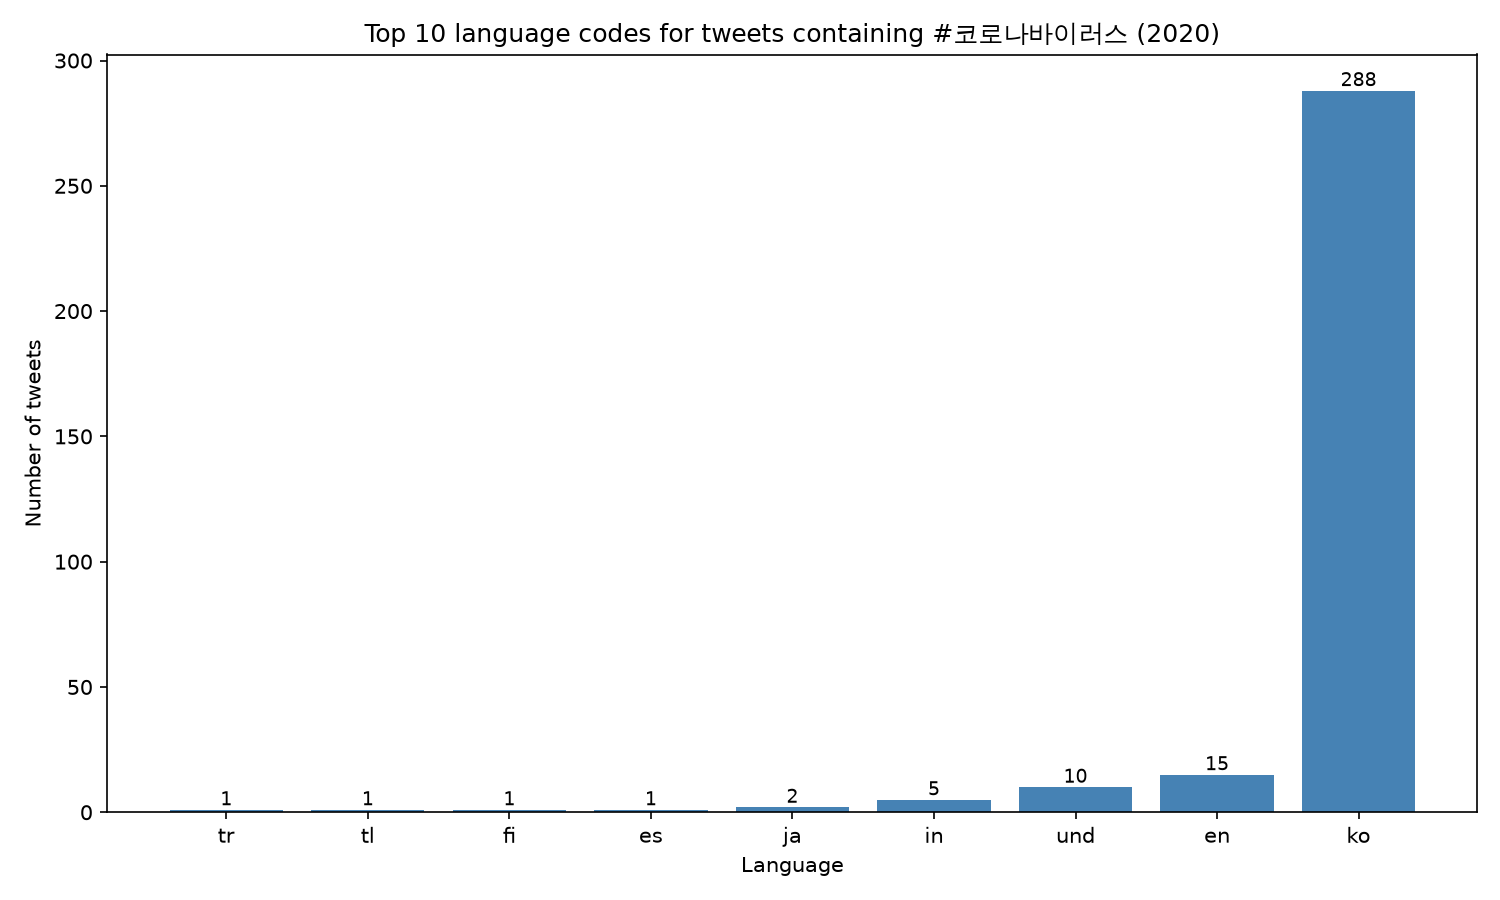 Top 10 language codes for tweets containing #코로나바이러스 (2020)
300
250
200
150
100
50
0
Number of tweets
1
1
1
1
2
5
10
15
288
tr
tl
fi
es
ja
in
und
en
ko
Language